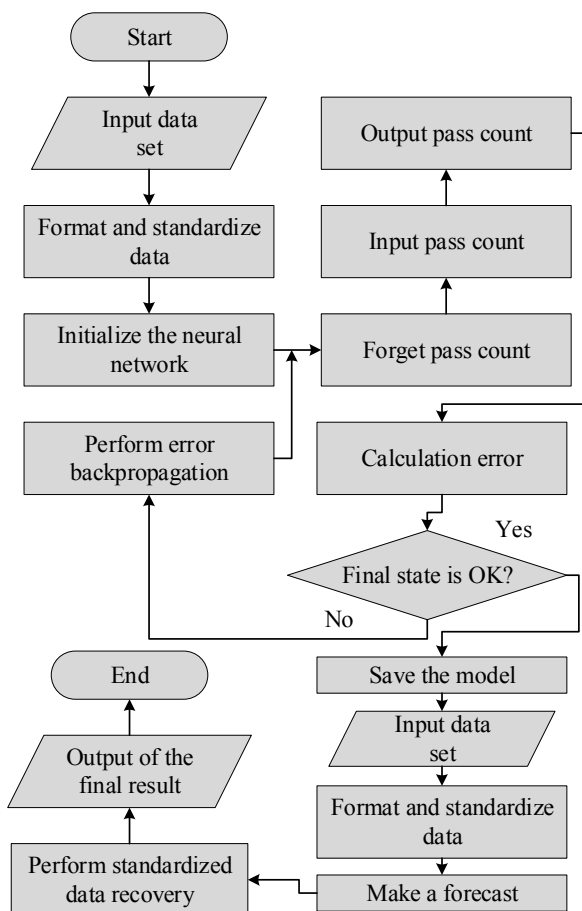 Start
Input data
set
Format and standardize
data
Initialize the neural
network
Forget pass count
Input pass count
Output pass count
Calculation error
Final state is OK?
Yes
No
Perform error
backpropagation
Save the model
Input data
set
Format and standardize
data
Make a forecast
Perform standardized
data recovery
Output of the
final result
End